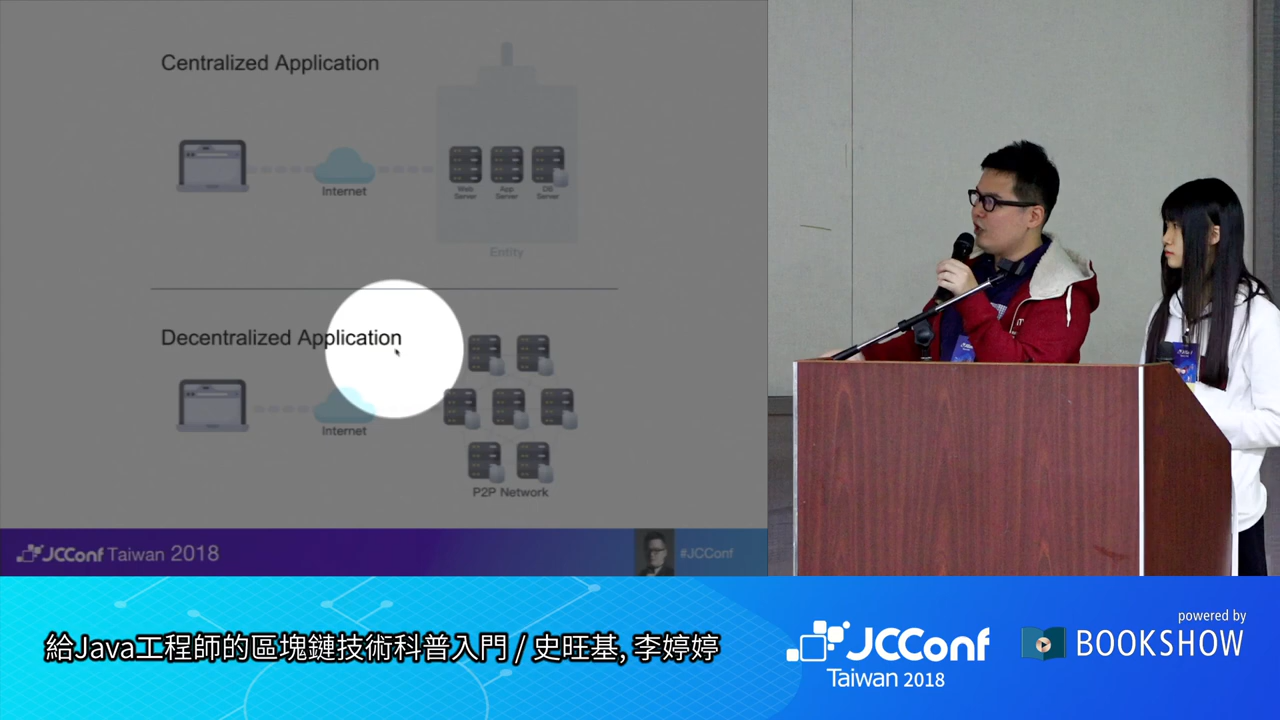 Centralized Application
Internet
Web Server
App Server
DB Server
Entity
Decentralized Application
Internet
P2P Network
JCConf Taiwan 2018
#JCConf
給Java工程師的區塊鏈技術科普入門 / 史旺基, 李婷婷
JCConf
Taiwan 2018
powered by
BOOKSHOW